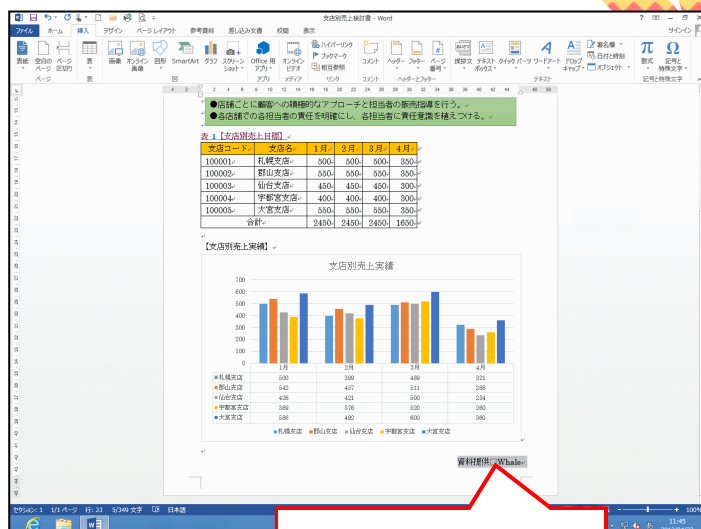 支店別売上検討書 - Word
サインイン
ファイル ホーム 挿入 デザイン ページレイアウト 参考資料 差し込み文書 校閲 表示
表紙 空白のページ ページ区切り
表
画像 オンライン画像 図形 SmartArt グラフ スクリーンショット
Office 用アプリ
オンラインビデオ
ハイパーリンク
ブックマーク
相互参照
コメント
ヘッダー フッター ページ番号
挨拶文 テキストボックス クイック パーツ ワードアート ドロップキャップ
署名欄
日付と時刻
オブジェクト
数式 記号と特殊文字
ページ 表 図 アプリ メディア リンク コメント ヘッダーとフッター テキスト 記号と特殊文字
●店舗ごとに顧客への積極的なアプローチと担当者の販売指導を行う。
●各店舗での各担当者の責任を明確にし、各担当者に責任意識を植えつける。
表 1【支店別売上目標】
支店コード 支店名 1月 2月 3月 4月
100001 札幌支店 500 500 500 350
100002 郡山支店 550 550 550 350
100003 仙台支店 450 450 450 300
100004 宇都宮支店 400 400 400 300
100005 大宮支店 550 550 550 350
合計 2450 2450 2450 1650
【支店別売上実績】
支店別売上実績
700
600
500
400
300
200
100
0
1月 2月 3月 4月
札幌支店 500 399 489 321
郡山支店 542 457 511 288
仙台支店 426 421 500 234
宇都宮支店 389 376 520 260
大宮支店 586 492 600 360
札幌支店 郡山支店 仙台支店 宇都宮支店 大宮支店
資料提供□Whale
セクション: 1 1/1 ページ 行: 23 5/349 文字 日本語
100%
11:45